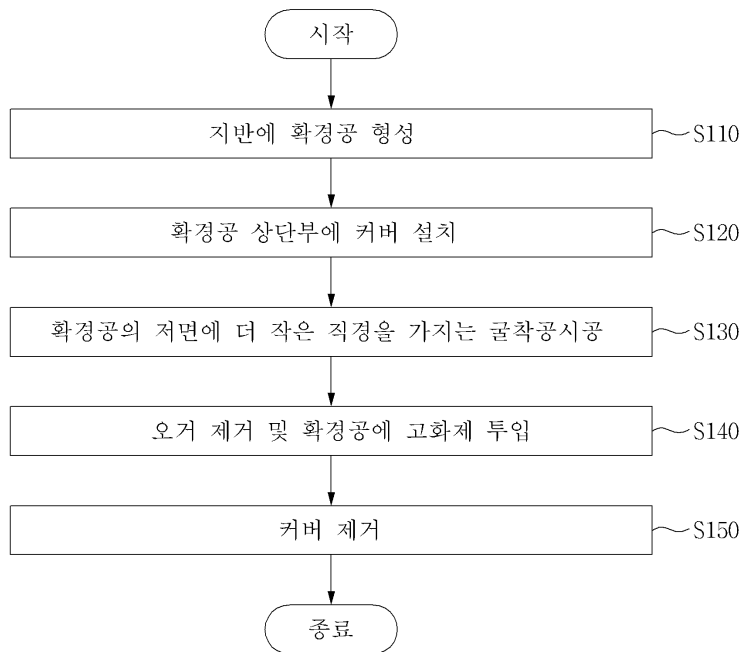 시작
지반에 확경공 형성
S110
확경공 상단부에 커버 설치
S120
확경공의 저면에 더 작은 직경을 가지는 굴착공시공
S130
오거 제거 및 확경공에 고화제 투입
S140
커버 제거
S150
종료